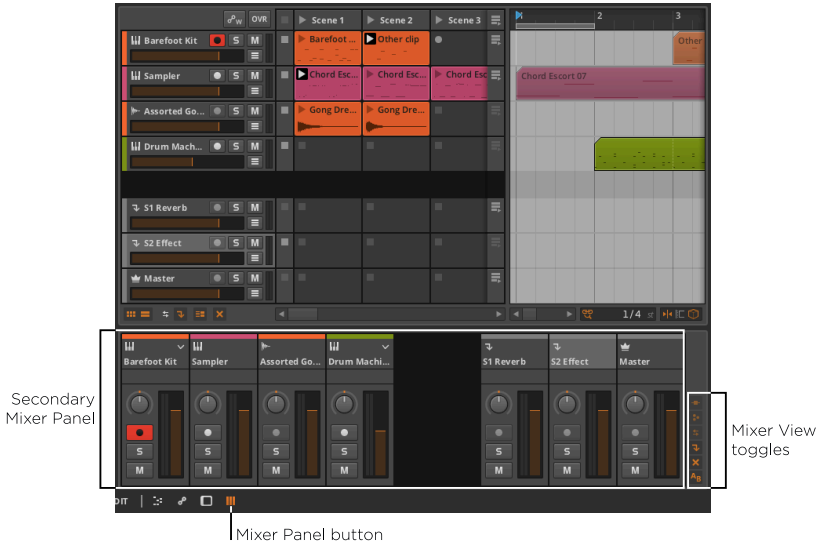 W OVR Scene 1 Scene 2 Scene 3 2 3
Barefoot Kit S M Barefoot ... Other clip Other
Sampler S M Chord Esc... Chord Esc... Chord Esc Chord Escort 07
Assorted Go... S M Gong Dre... Gong Dre...
Drum Mach... S M
S1 Reverb S M
S2 Effect S M
Master S M
1/4
Barefoot Kit Sampler Assorted Go... Drum Machi... S1 Reverb S2 Effect Master
Secondary
Mixer Panel
Mixer View
toggles
S S S S S S S
M M M M M M M
AB
DIT
Mixer Panel button